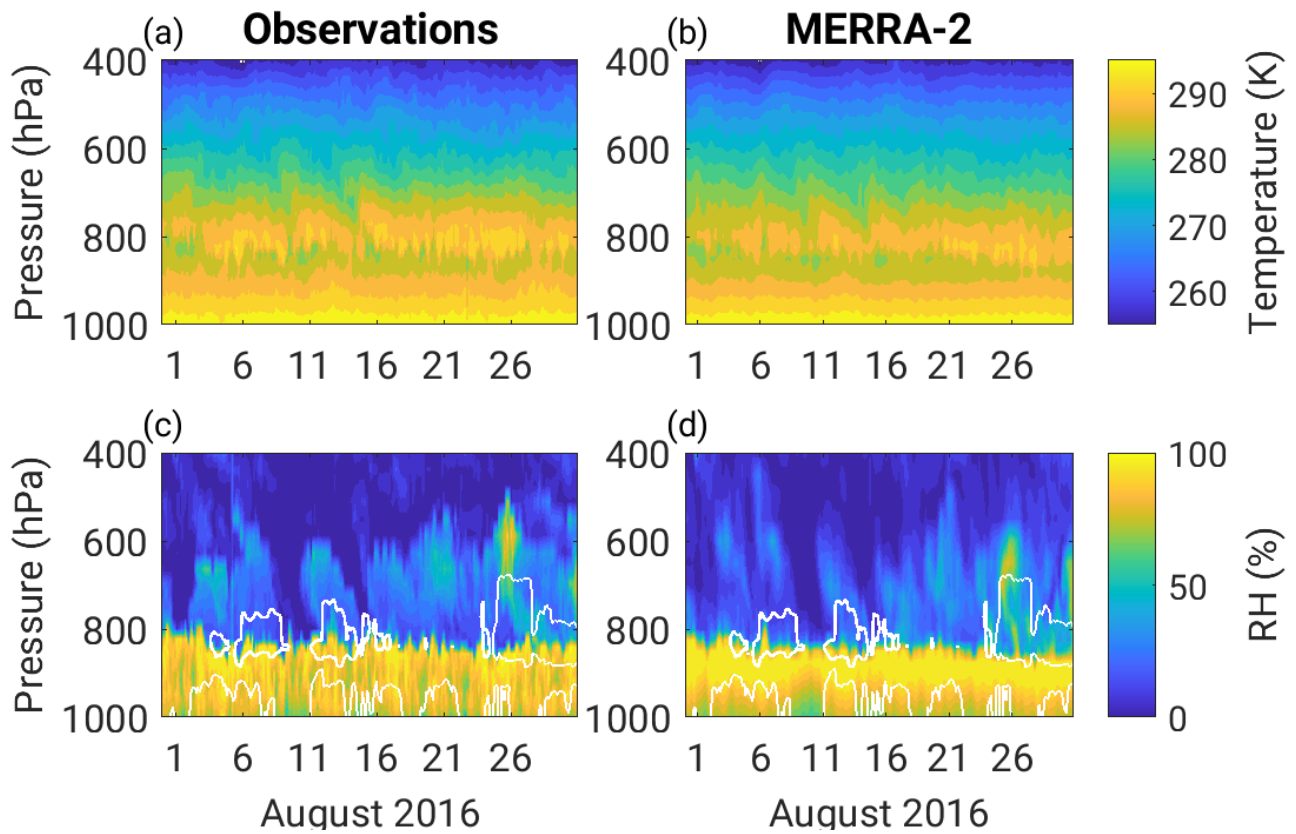 (a) Observations
(b) MERRA-2
Pressure (hPa)
400
600
800
1000
1 6 11 16 21 26
400
600
800
1000
1 6 11 16 21 26
290
280
270
260
Temperature (K)
(c)
(d)
Pressure (hPa)
400
600
800
1000
1 6 11 16 21 26
August 2016
400
600
800
1000
1 6 11 16 21 26
August 2016
100
50
0
RH (%)